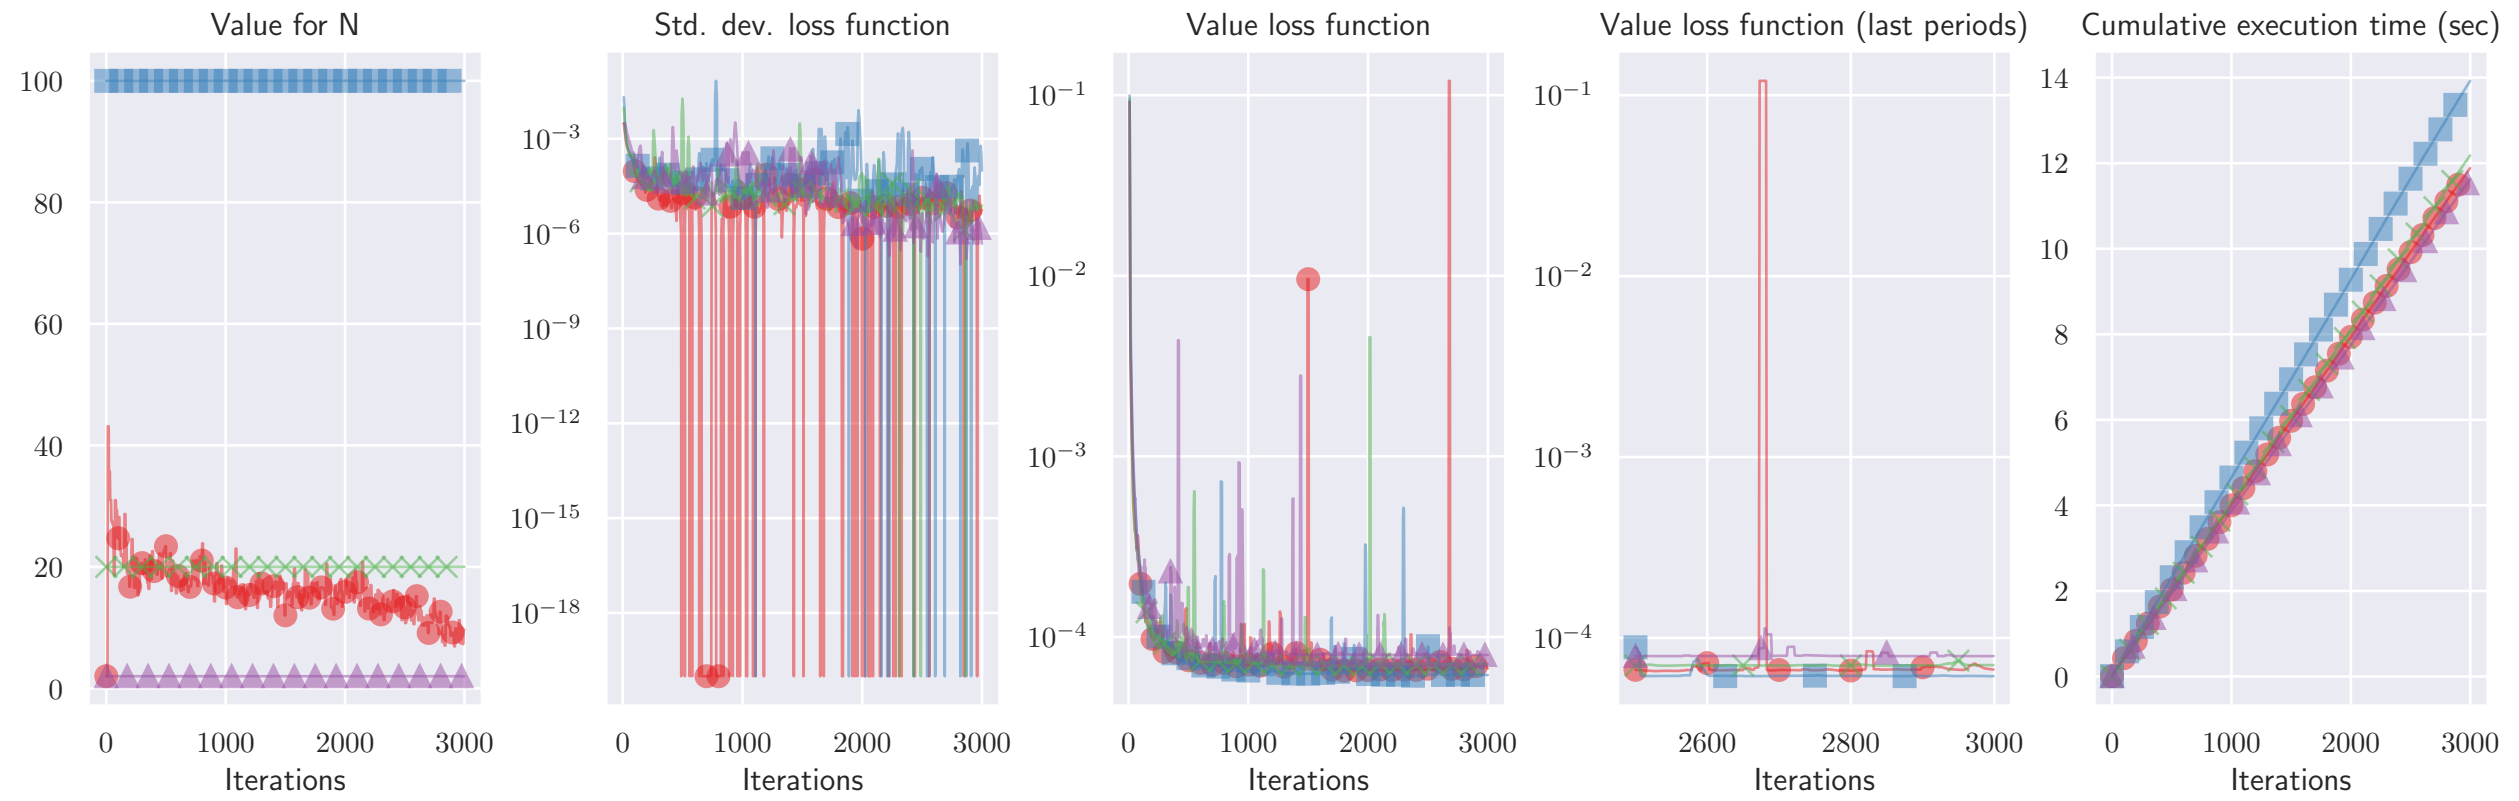 Value for N
100
80
60
40
20
0
0 1000 2000 3000
Iterations
Std. dev. loss function
10⁻³
10⁻⁶
10⁻⁹
10⁻¹²
10⁻¹⁵
10⁻¹⁸
0 1000 2000 3000
Iterations
Value loss function
10⁻¹
10⁻²
10⁻³
10⁻⁴
0 1000 2000 3000
Iterations
Value loss function (last periods)
10⁻¹
10⁻²
10⁻³
10⁻⁴
2600 2800 3000
Iterations
Cumulative execution time (sec)
14
12
10
8
6
4
2
0
0 1000 2000 3000
Iterations